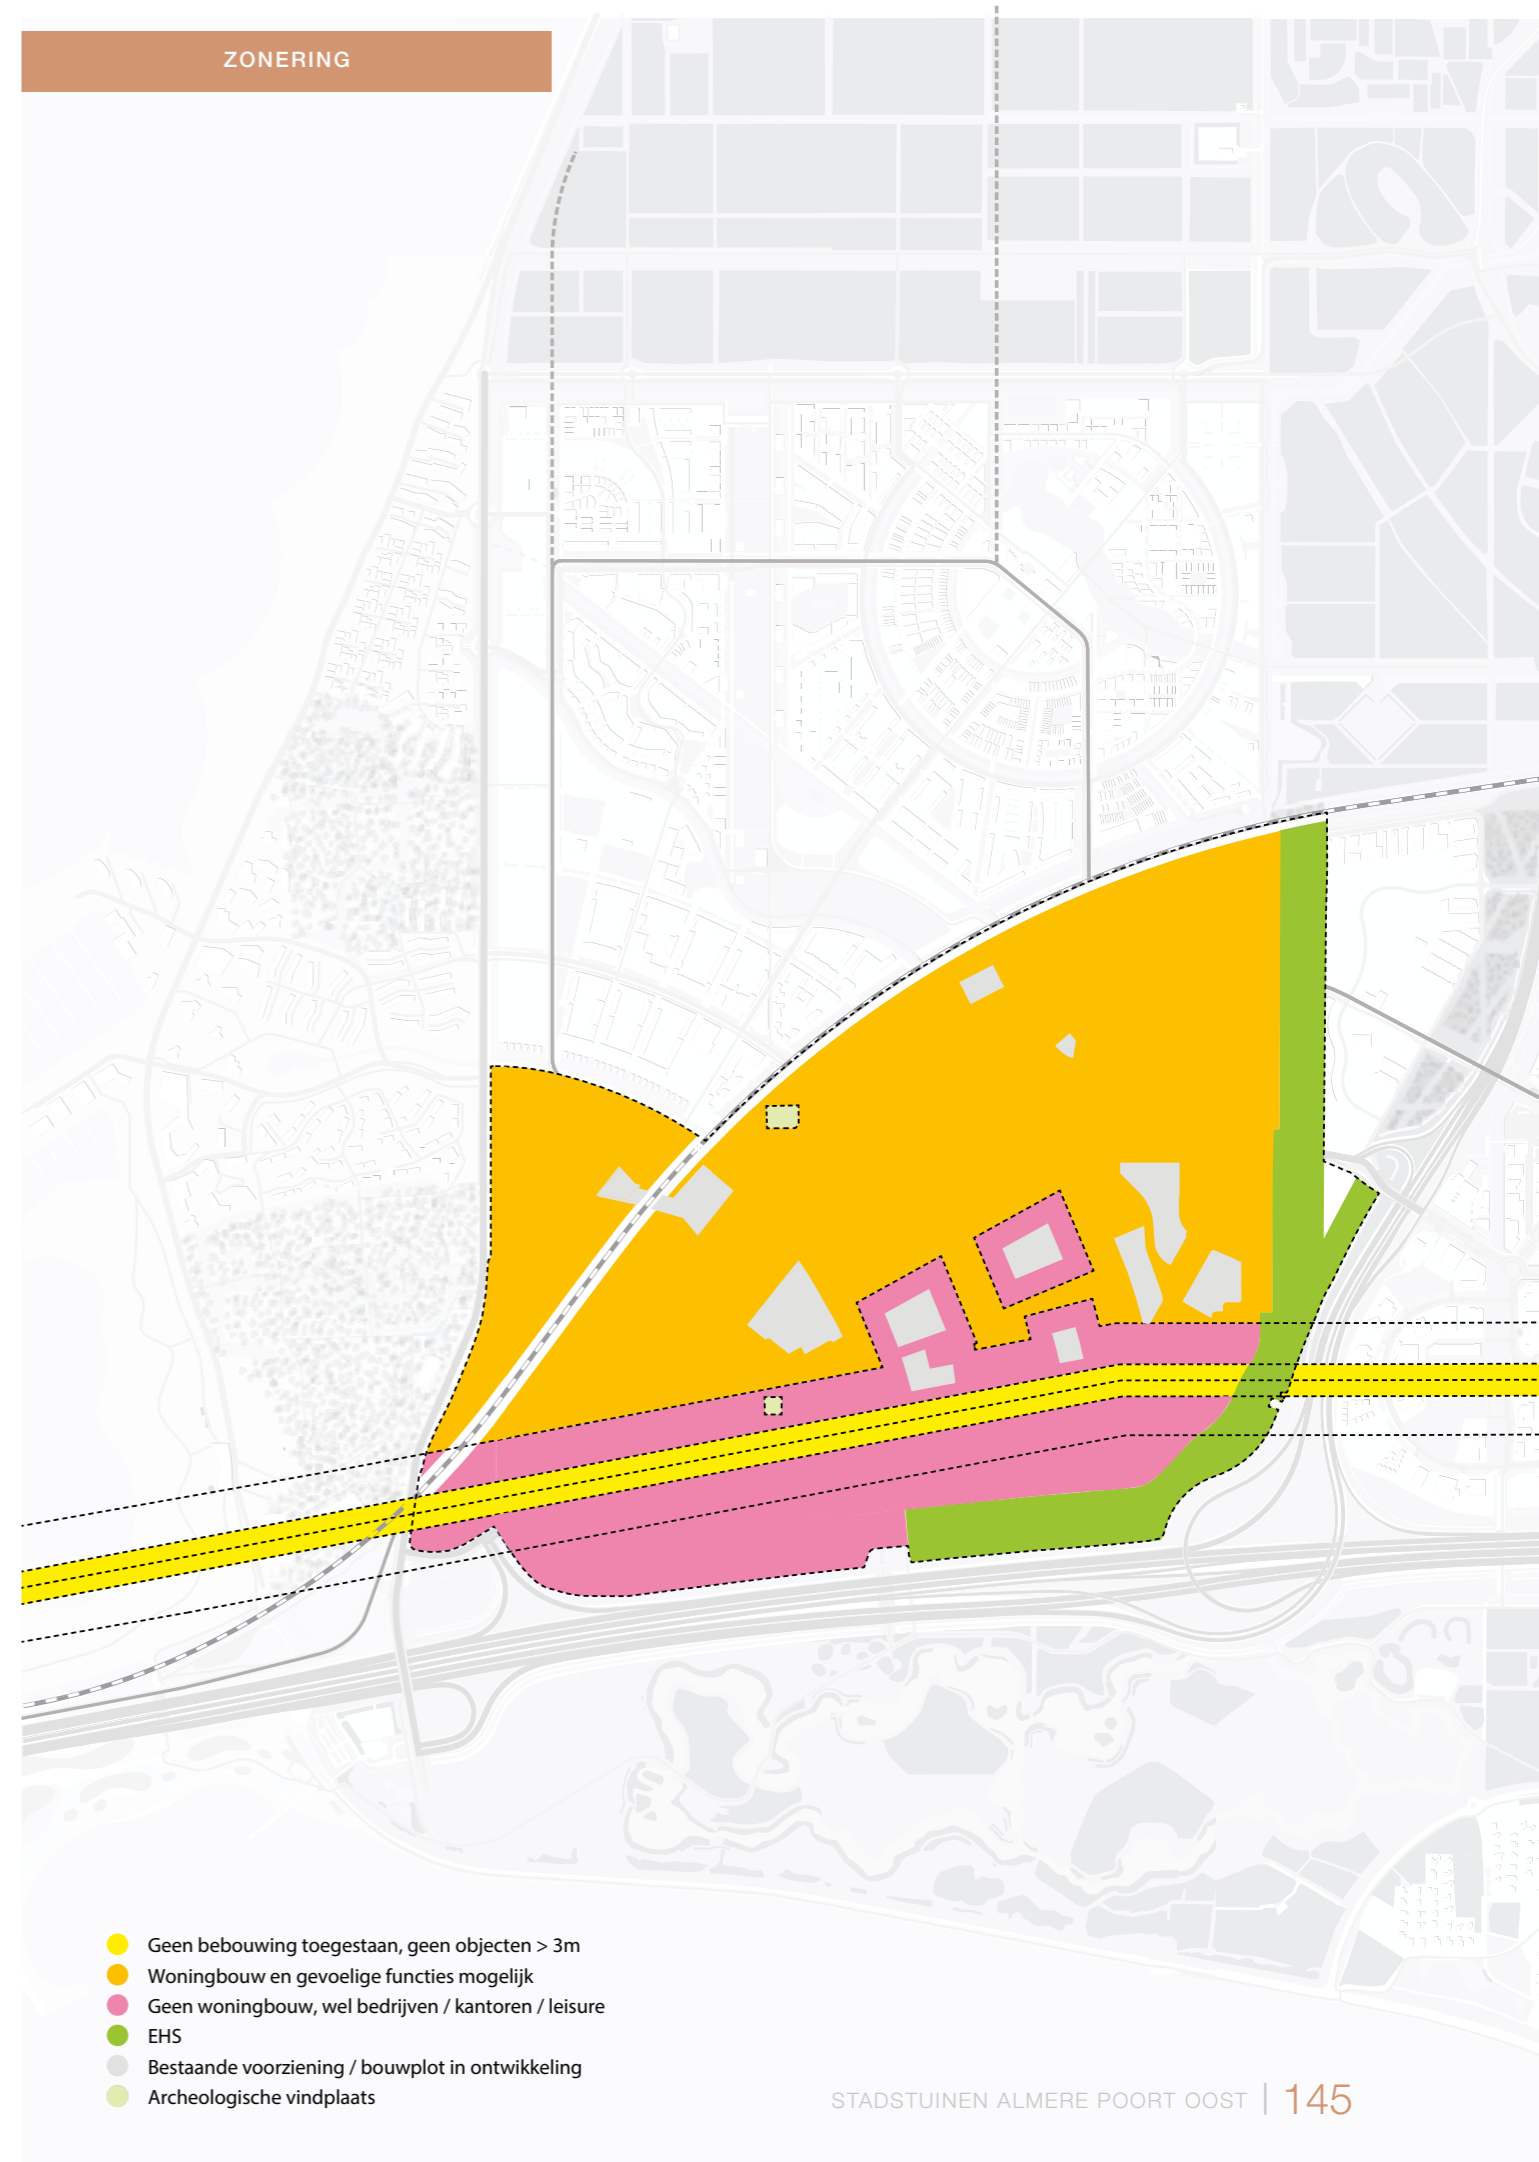 ZONERING
Geen bebouwing toegestaan, geen objecten > 3m
Woningbouw en gevoelige functies mogelijk
Geen woningbouw, wel bedrijven / kantoren / leisure
EHS
Bestaande voorziening / bouwplot in ontwikkeling
Archeologische vindplaats
STADSTUINEN ALMERE POORT OOST | 145